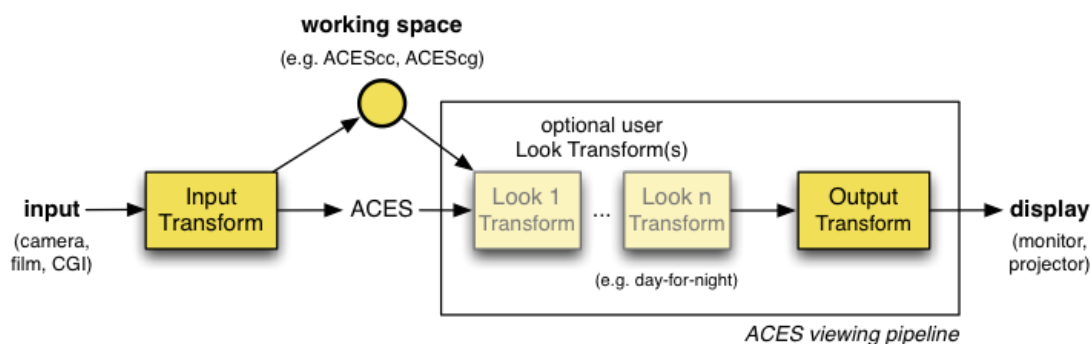 working space
(e.g. ACEScc, ACEScg)
optional user
Look Transform(s)
input
(camera,
film, CGI)
Input
Transform
ACES
Look 1
Transform
...
Look n
Transform
(e.g. day-for-night)
Output
Transform
display
(monitor,
projector)
ACES viewing pipeline